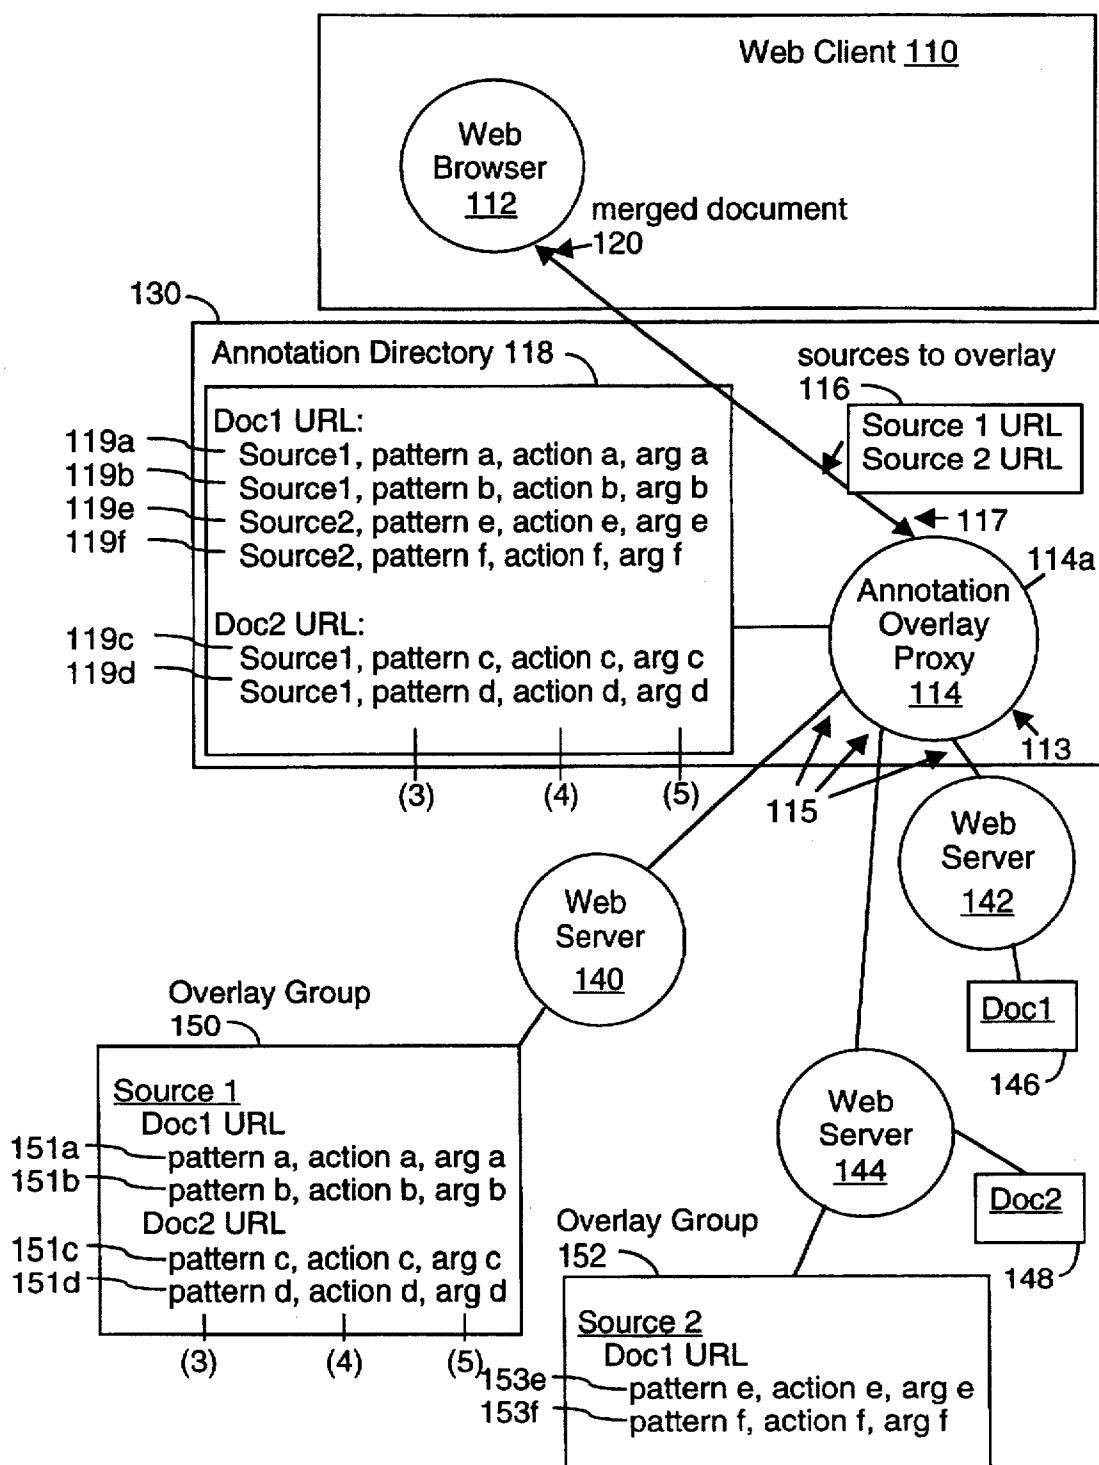 Web Client 110
Web
Browser
112
merged document
120
130
Annotation Directory 118
sources to overlay
116
Source 1 URL
Source 2 URL
Doc1 URL:
119a Source1, pattern a, action a, arg a
119b Source1, pattern b, action b, arg b
119e Source2, pattern e, action e, arg e
119f Source2, pattern f, action f, arg f
Doc2 URL:
119c Source1, pattern c, action c, arg c
119d Source1, pattern d, action d, arg d
(3) (4) (5)
117
114a
Annotation
Overlay
Proxy
114
113
115
Web
Server
142
Doc1
146
Web
Server
140
Overlay Group
150
Source 1
Doc1 URL
151a pattern a, action a, arg a
151b pattern b, action b, arg b
Doc2 URL
151c pattern c, action c, arg c
151d pattern d, action d, arg d
(3) (4) (5)
Web
Server
144
Doc2
148
Overlay Group
152
Source 2
Doc1 URL
153e pattern e, action e, arg e
153f pattern f, action f, arg f